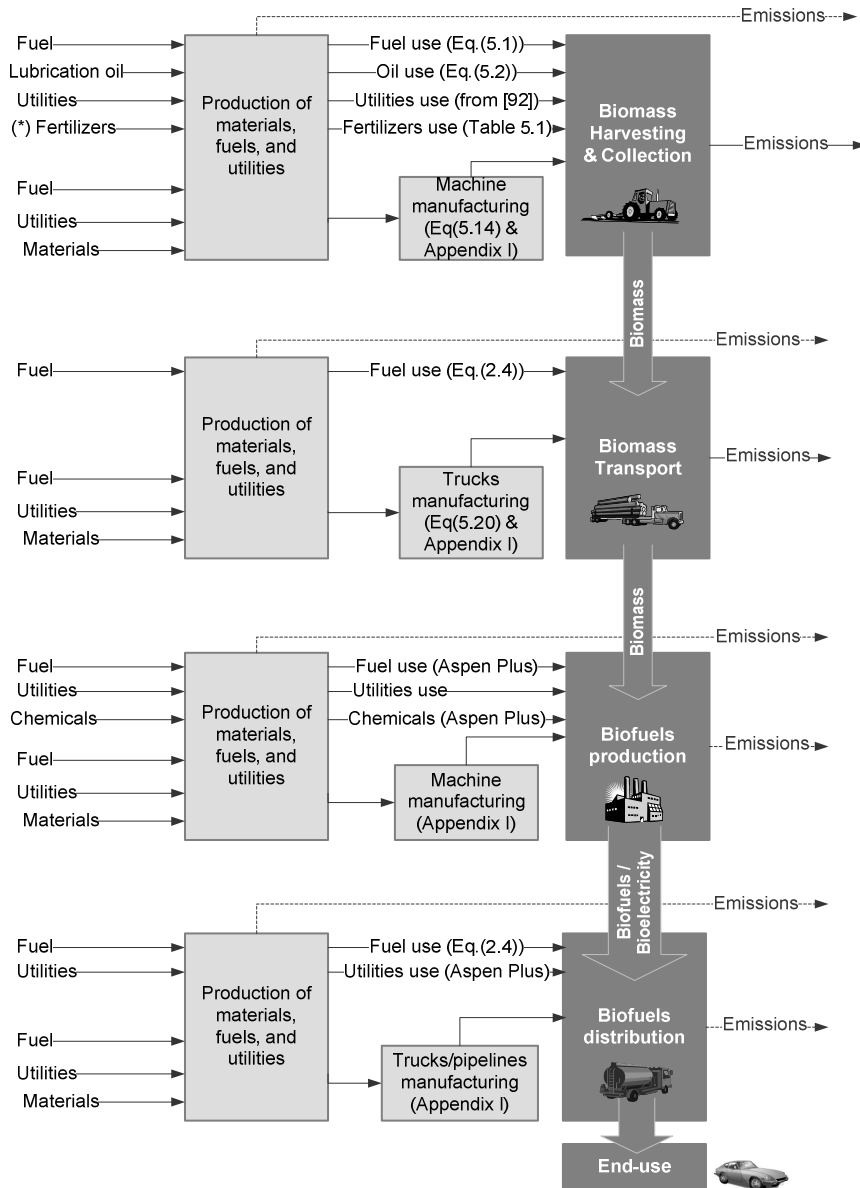 Emissions
Fuel
Fuel use (Eq.(5.1))
Lubrication oil
Oil use (Eq.(5.2))
Utilities
Utilities use (from [92])
(*) Fertilizers
Fertilizers use (Table 5.1)
Production of
materials,
fuels, and
utilities
Biomass
Harvesting
& Collection
Emissions
Fuel
Utilities
Materials
Machine
manufacturing
(Eq(5.14) &
Appendix I)
Biomass
Emissions
Fuel
Fuel use (Eq.(2.4))
Production of
materials,
fuels, and
utilities
Biomass
Transport
Emissions
Fuel
Utilities
Materials
Trucks
manufacturing
(Eq(5.20) &
Appendix I)
Biomass
Emissions
Fuel
Fuel use (Aspen Plus)
Utilities
Utilities use
Chemicals
Chemicals (Aspen Plus)
Production of
materials,
fuels, and
utilities
Biofuels
production
Emissions
Fuel
Utilities
Materials
Machine
manufacturing
(Appendix I)
Biofuels /
Bioelectricity
Emissions
Fuel
Fuel use (Eq.(2.4))
Utilities
Utilities use (Aspen Plus)
Production of
materials,
fuels, and
utilities
Biofuels
distribution
Emissions
Fuel
Utilities
Materials
Trucks/pipelines
manufacturing
(Appendix I)
End-use